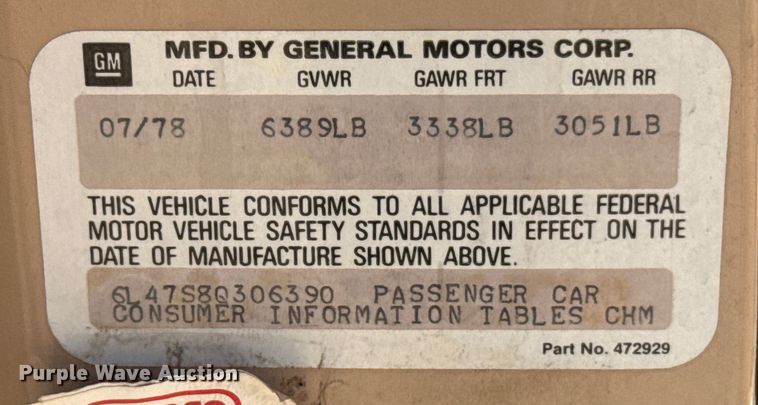 GM MFD. BY GENERAL MOTORS CORP.
DATE GVWR GAWR FRT GAWR RR
07/78 6389LB 3338LB 3051LB
THIS VEHICLE CONFORMS TO ALL APPLICABLE FEDERAL
MOTOR VEHICLE SAFETY STANDARDS IN EFFECT ON THE
DATE OF MANUFACTURE SHOWN ABOVE.
6L47S8Q306390 PASSENGER CAR
CONSUMER INFORMATION TABLES CHM
Part No. 472929
Purple Wave Auction